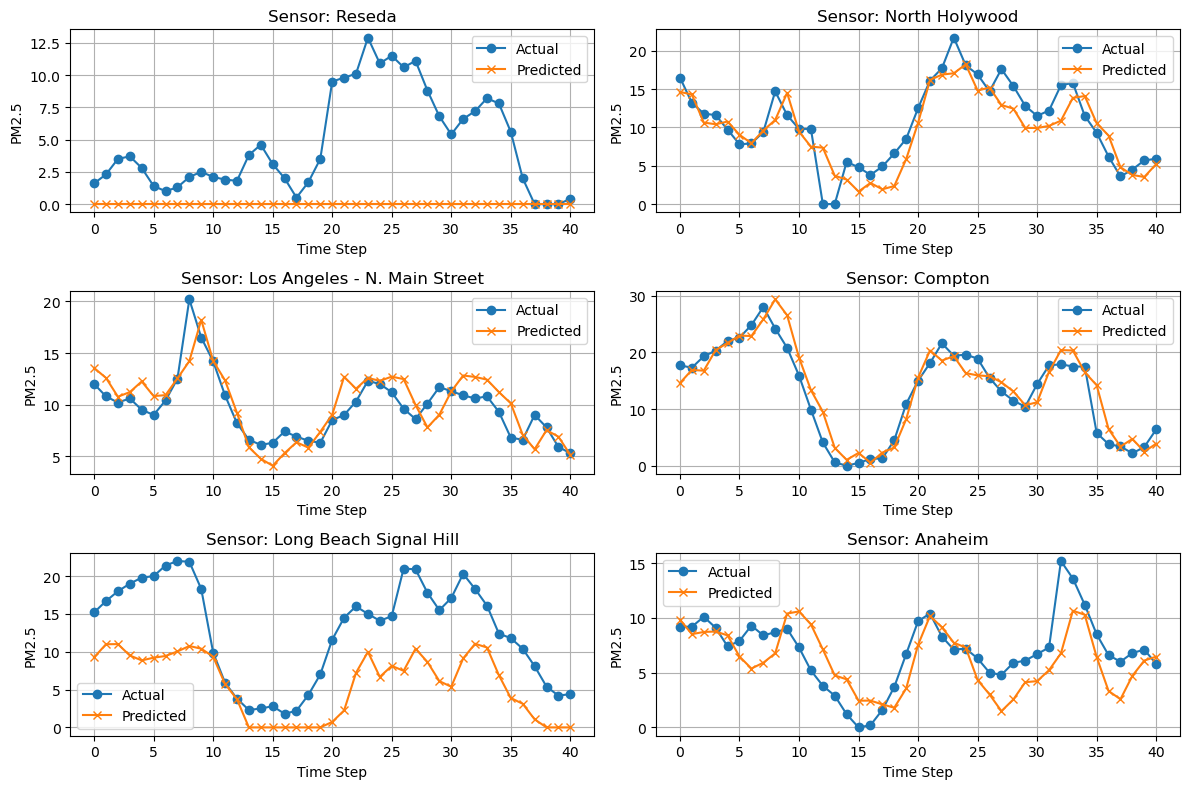 Sensor: Reseda
PM2.5
12.5
10.0
7.5
5.0
2.5
0.0
Actual
Predicted
0 5 10 15 20 25 30 35 40
Time Step
Sensor: North Holywood
PM2.5
20
15
10
5
0
Actual
Predicted
0 5 10 15 20 25 30 35 40
Time Step
Sensor: Los Angeles - N. Main Street
PM2.5
20
15
10
5
Actual
Predicted
0 5 10 15 20 25 30 35 40
Time Step
Sensor: Compton
PM2.5
30
20
10
0
Actual
Predicted
0 5 10 15 20 25 30 35 40
Time Step
Sensor: Long Beach Signal Hill
PM2.5
20
15
10
5
0
Actual
Predicted
0 5 10 15 20 25 30 35 40
Time Step
Sensor: Anaheim
PM2.5
15
10
5
0
Actual
Predicted
0 5 10 15 20 25 30 35 40
Time Step